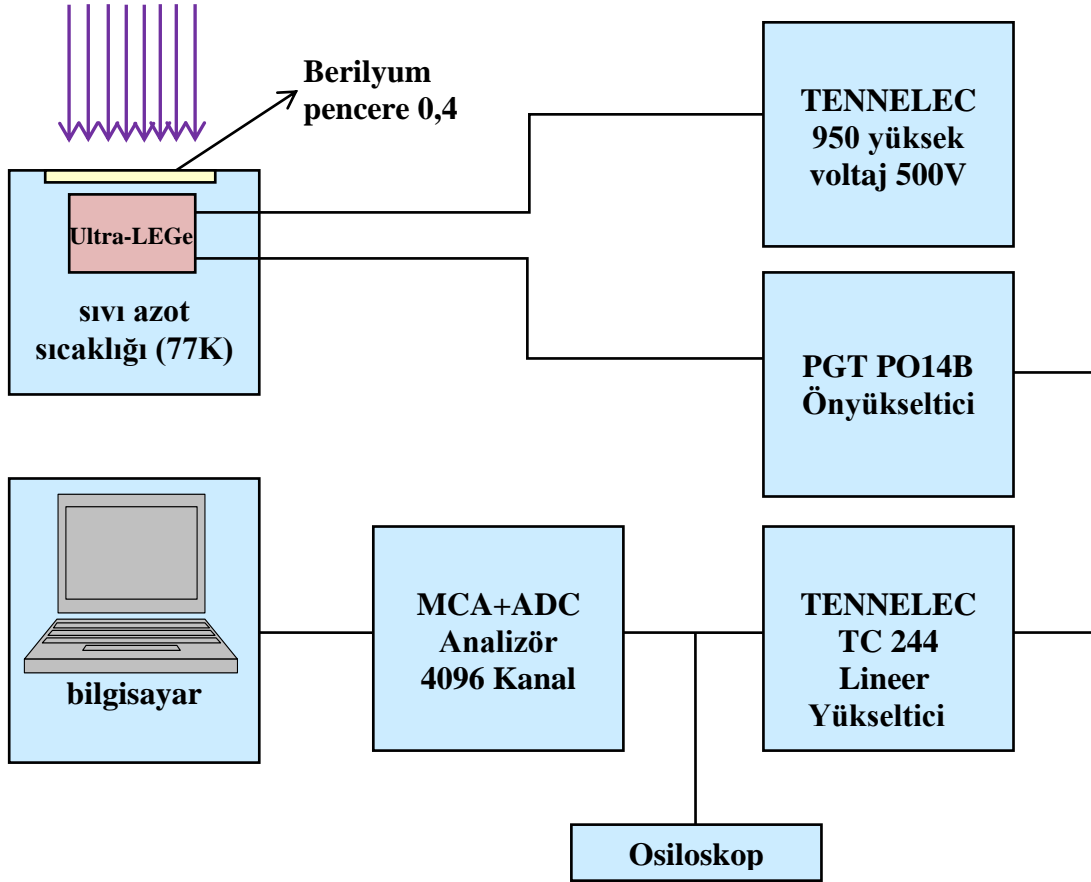 Berilyum
pencere 0,4
TENNELEC
950 yüksek
voltaj 500V
Ultra-LEGe
sıvı azot
sıcaklığı (77K)
PGT PO14B
Önyükseltici
bilgisayar
MCA+ADC
Analizör
4096 Kanal
TENNELEC
TC 244
Lineer
Yükseltici
Osiloskop